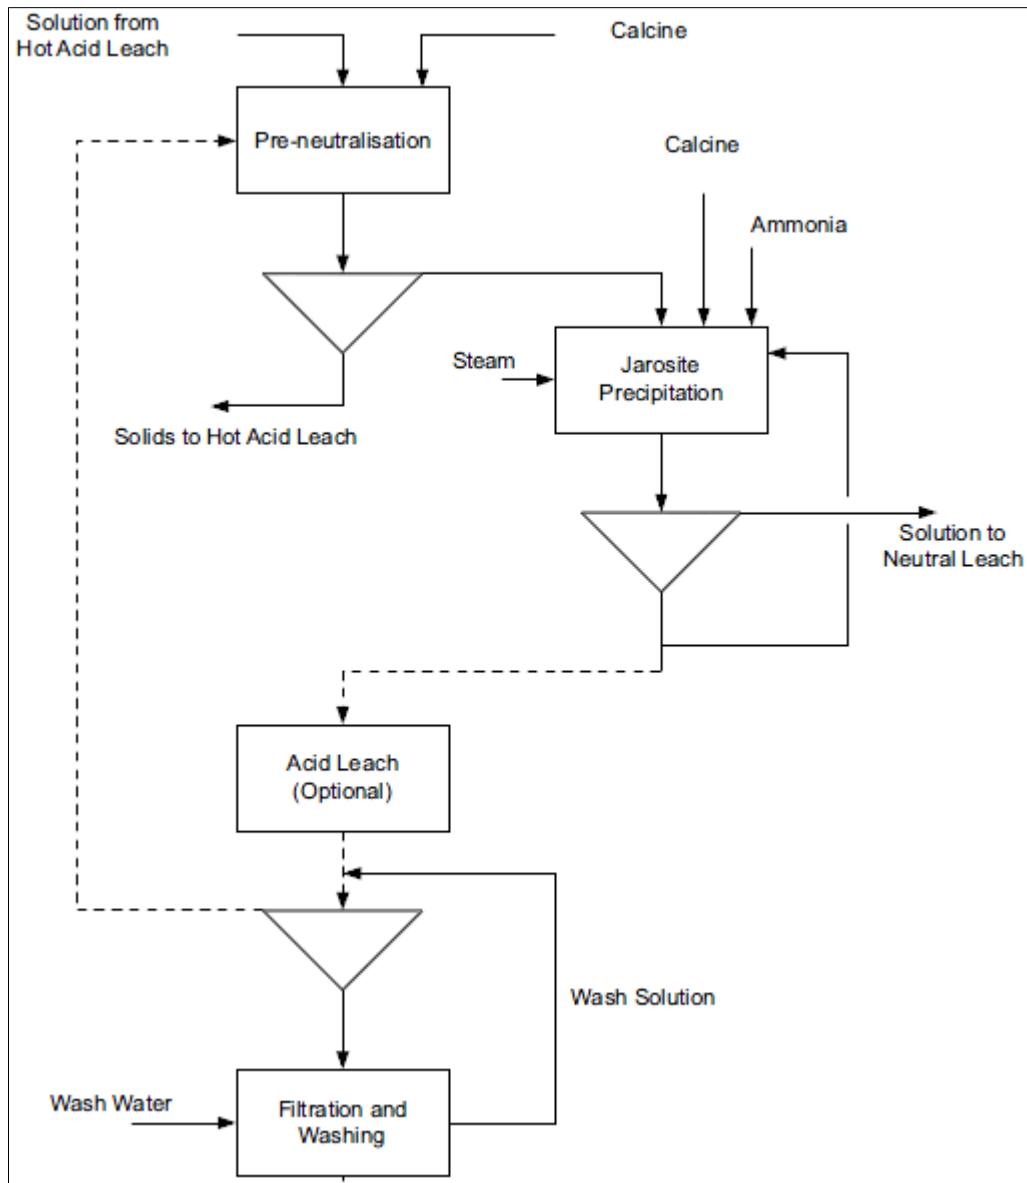 Solution from
Hot Acid Leach
Calcine
Pre-neutralisation
Calcine
Ammonia
Steam
Jarosite
Precipitation
Solids to Hot Acid Leach
Solution to
Neutral Leach
Acid Leach
(Optional)
Wash Solution
Wash Water
Filtration and
Washing